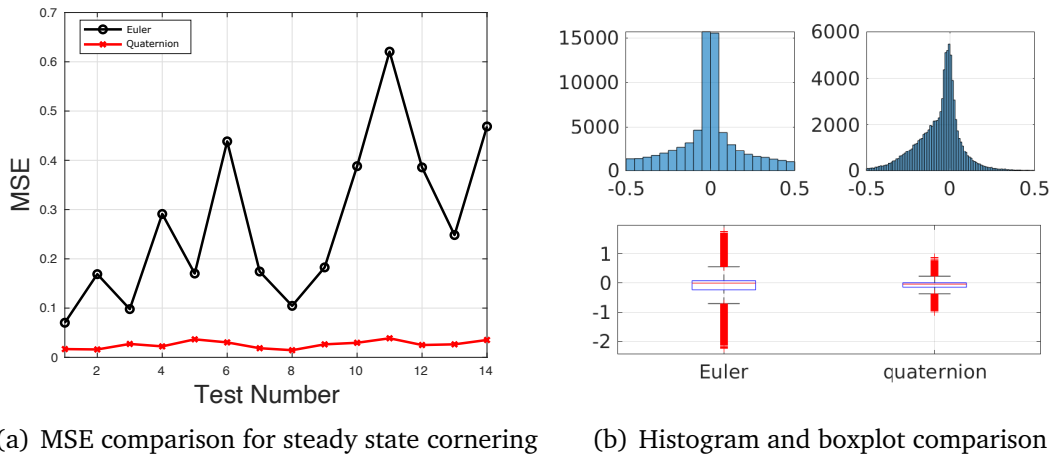 0.7
0.6
0.5
0.4
0.3
0.2
0.1
0
MSE
Euler
Quaternion
2 4 6 8 10 12 14
Test Number
15000
10000
5000
0
-0.5 0 0.5
6000
4000
2000
0
-0.5 0 0.5
1
0
-1
-2
Euler quaternion
(a) MSE comparison for steady state cornering
(b) Histogram and boxplot comparison